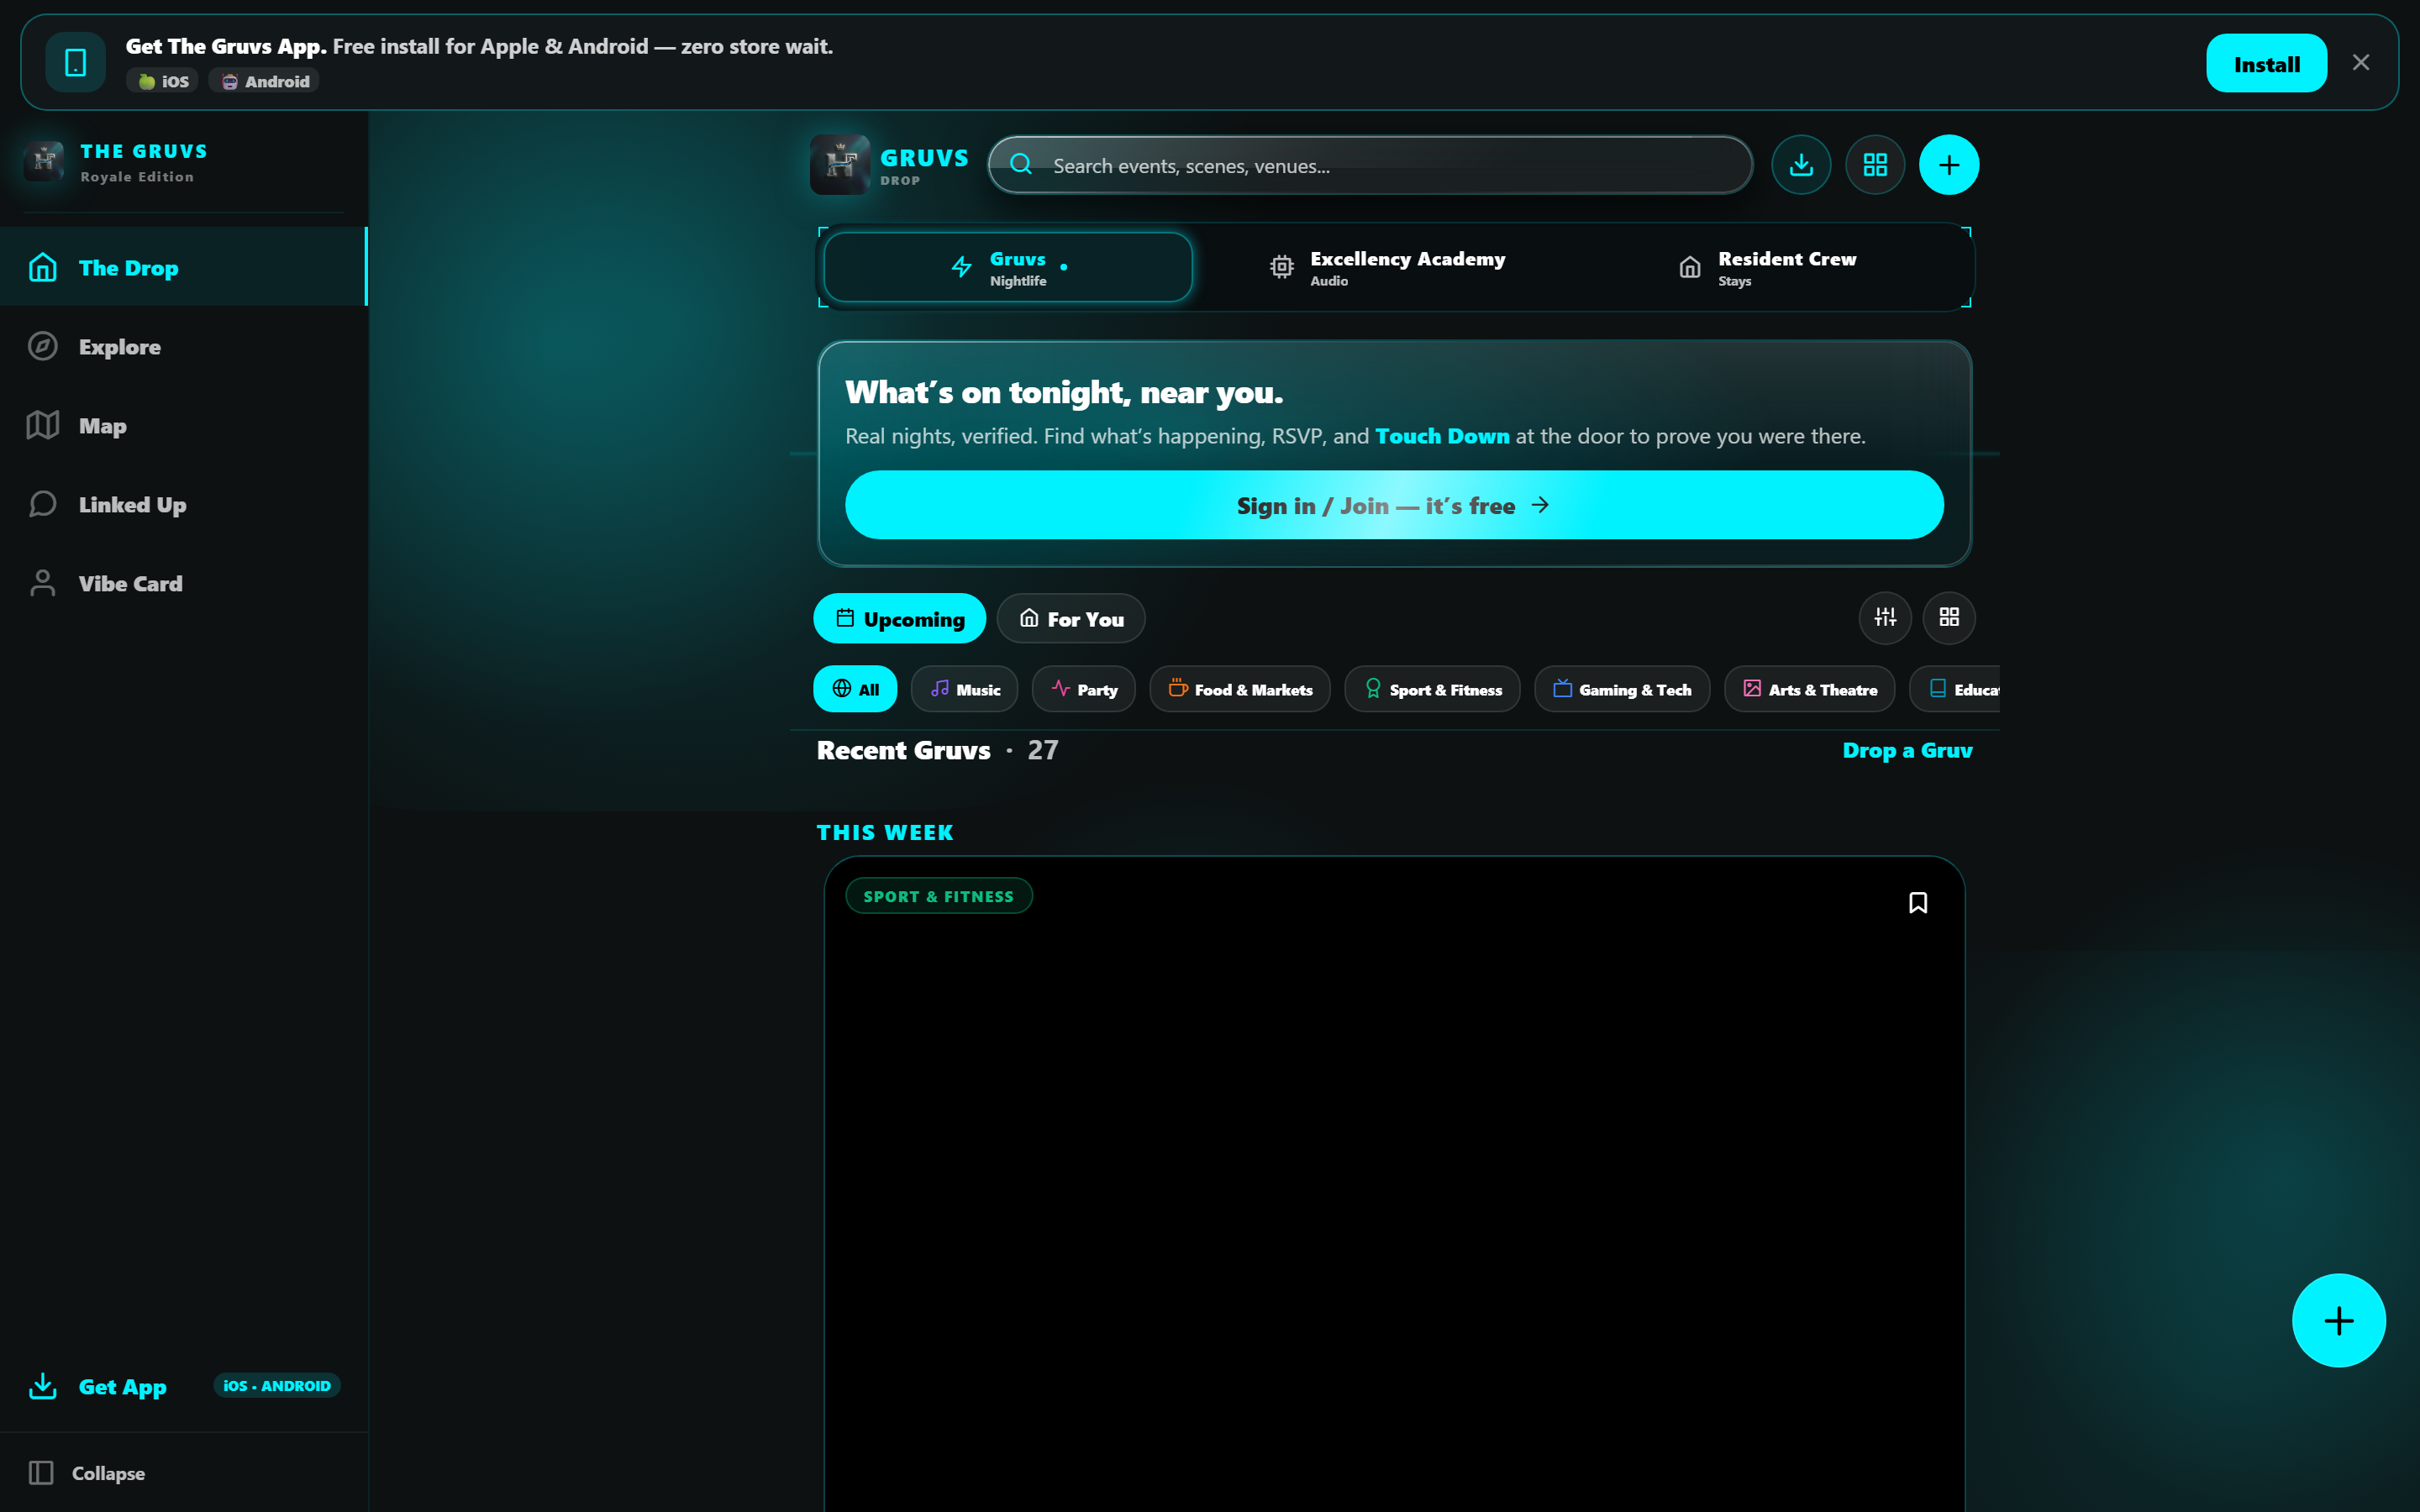 Get The Gruvs App. Free install for Apple & Android — zero store wait.
iOS
Android
Install
THE GRUVS
Royale Edition
The Drop
Explore
Map
Linked Up
Vibe Card
Get App
iOS • ANDROID
Collapse
GRUVS
DROP
Search events, scenes, venues...
Gruvs
Nightlife
Excellency Academy
Audio
Resident Crew
Stays
What's on tonight, near you.
Real nights, verified. Find what's happening, RSVP, and Touch Down at the door to prove you were there.
Sign in / Join — it's free →
Upcoming
For You
All
Music
Party
Food & Markets
Sport & Fitness
Gaming & Tech
Arts & Theatre
Recent Gruvs · 27
Drop a Gruv
THIS WEEK
SPORT & FITNESS